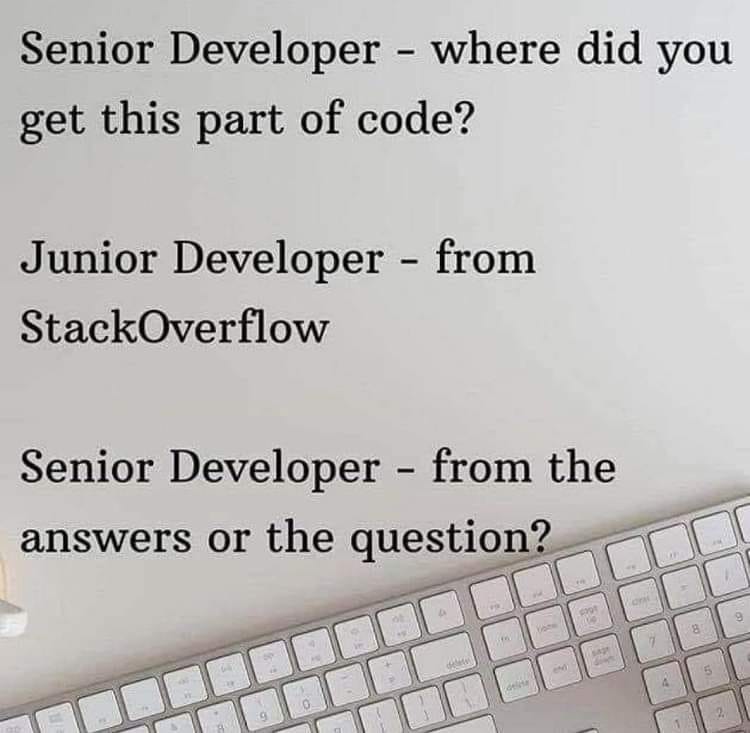 Senior Developer - where did you
get this part of code?
Junior Developer - from
StackOverflow
Senior Developer - from the
answers or the question?